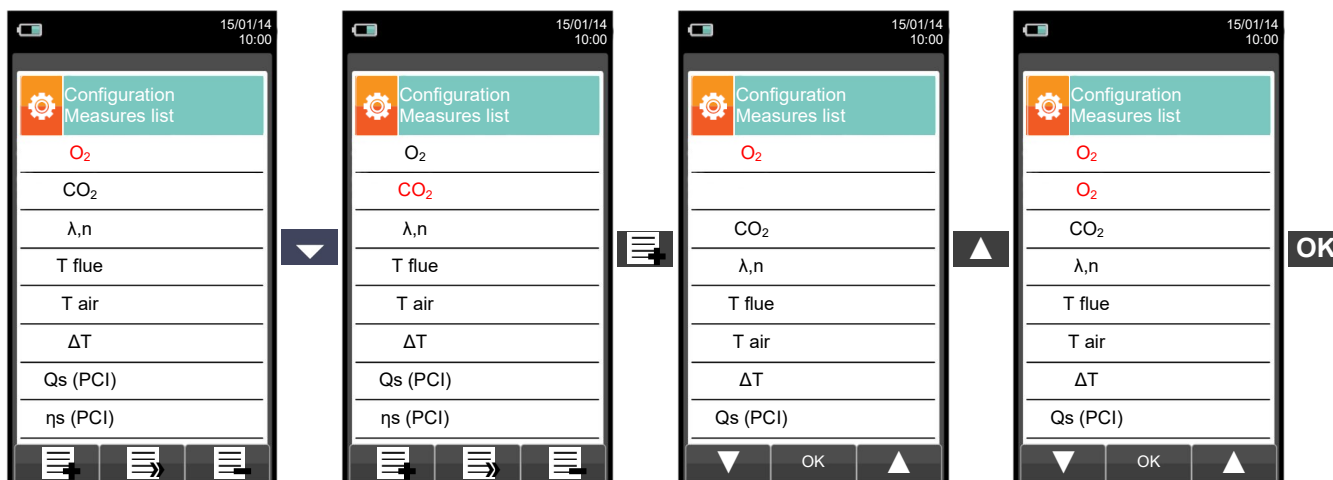 15/01/14
10:00
Configuration
Measures list
O₂
CO₂
λ,n
T flue
T air
ΔT
Qs (PCI)
ηs (PCI)
15/01/14
10:00
Configuration
Measures list
O₂
CO₂
λ,n
T flue
T air
ΔT
Qs (PCI)
ηs (PCI)
15/01/14
10:00
Configuration
Measures list
O₂
CO₂
λ,n
T flue
T air
ΔT
Qs (PCI)
OK
15/01/14
10:00
Configuration
Measures list
O₂
O₂
CO₂
λ,n
T flue
T air
ΔT
Qs (PCI)
OK
OK